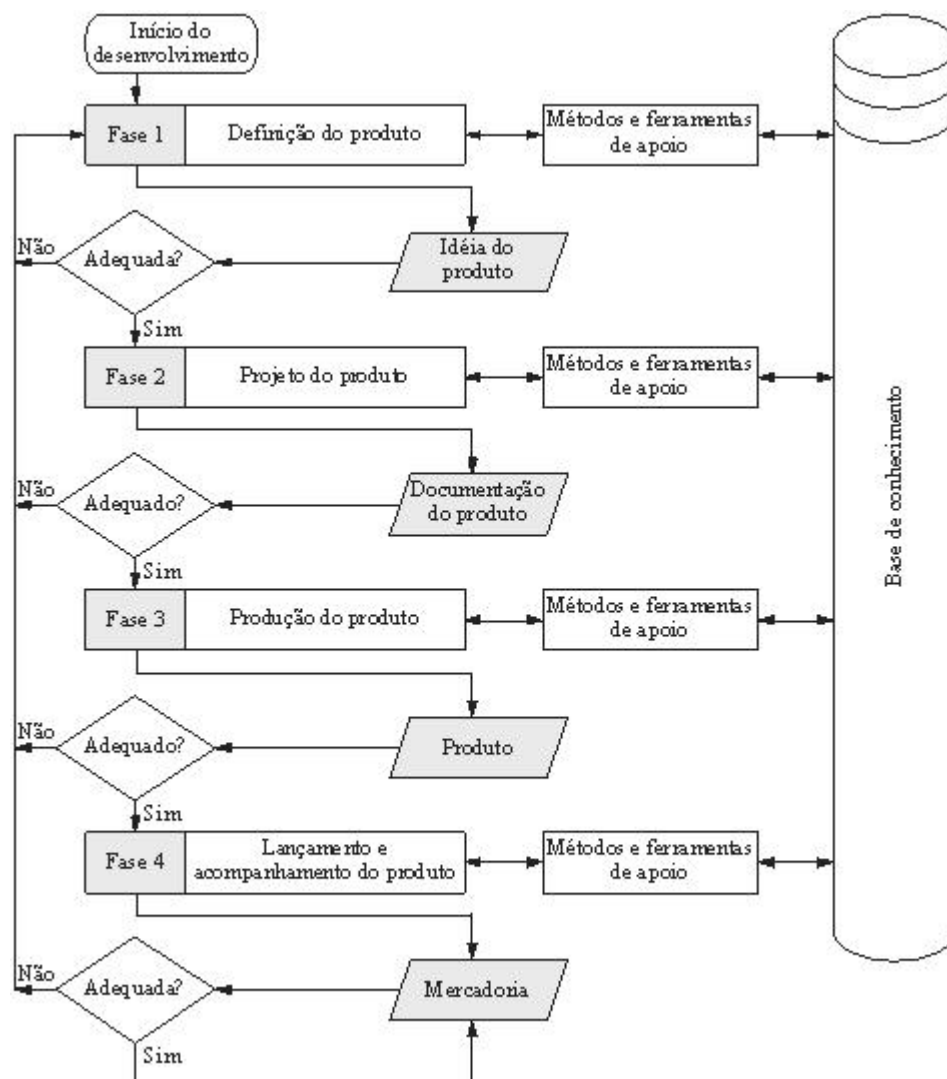 Início do
desenvolvimento
Fase 1
Definição do produto
Métodos e ferramentas
de apoio
Não
Adequada?
Idéia do
produto
Sim
Fase 2
Projeto do produto
Métodos e ferramentas
de apoio
Não
Adequado?
Documentação
do produto
Sim
Fase 3
Produção do produto
Métodos e ferramentas
de apoio
Não
Adequado?
Produto
Sim
Fase 4
Lançamento e
acompanhamento do produto
Métodos e ferramentas
de apoio
Não
Adequada?
Mercadoria
Sim
Base de conhecimento